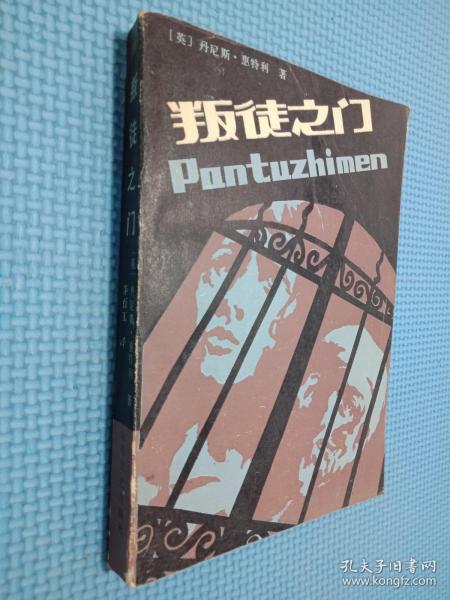 [英] 丹尼斯·惠特利 著
叛徒之门
Pantuzhimen
叛徒之门
孔夫子旧书网
www.kongfz.com